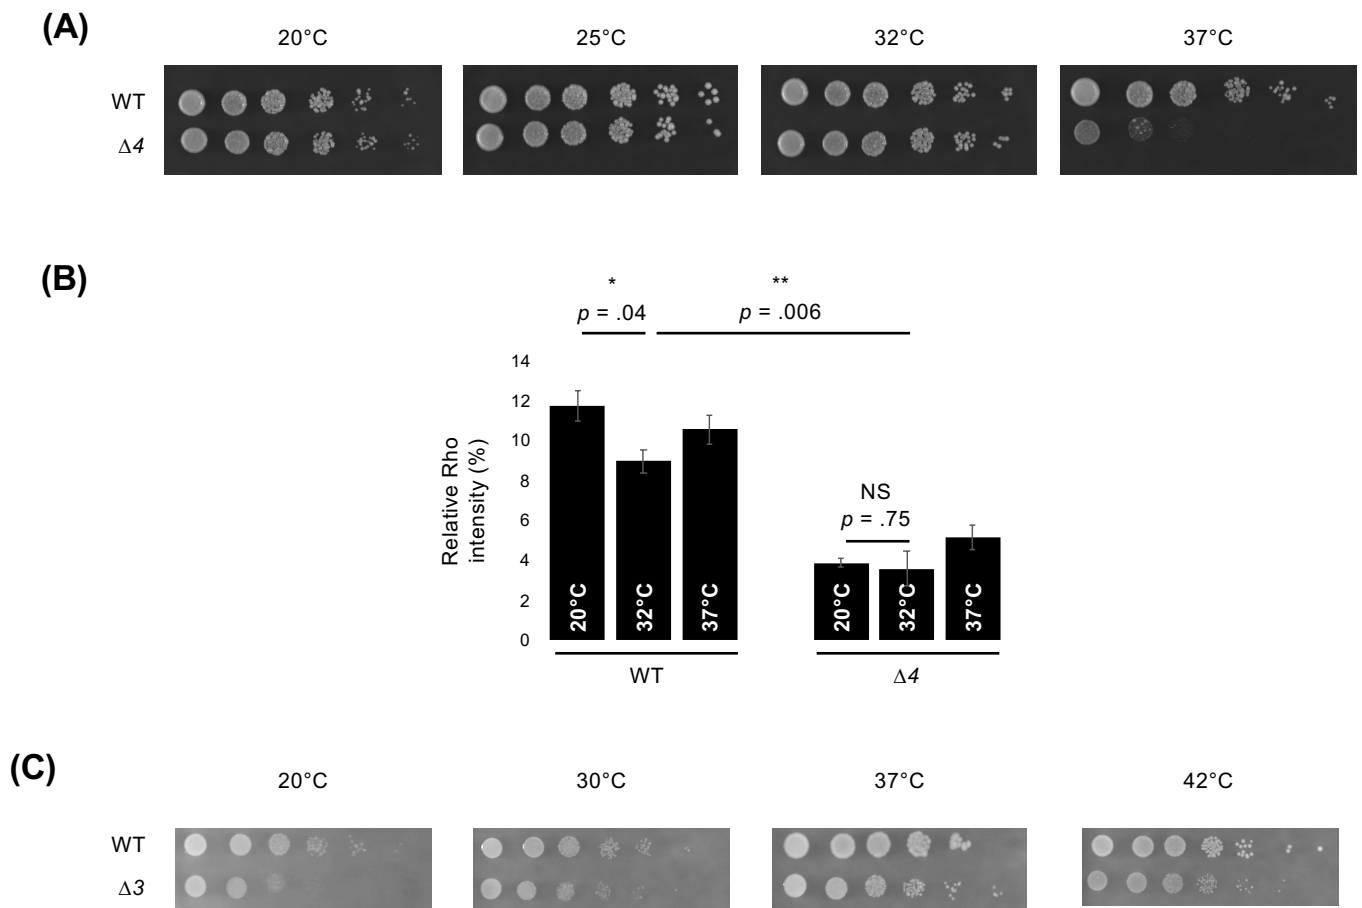 (A)
20°C 25°C 32°C 37°C
WT
Δ4
(B)
* **
p = .04 p = .006
14
12
10
8
6
4
2
0
Relative Rho
intensity (%)
NS
p = .75
20°C 32°C 37°C 20°C 32°C 37°C
WT Δ4
(C)
20°C 30°C 37°C 42°C
WT
Δ3